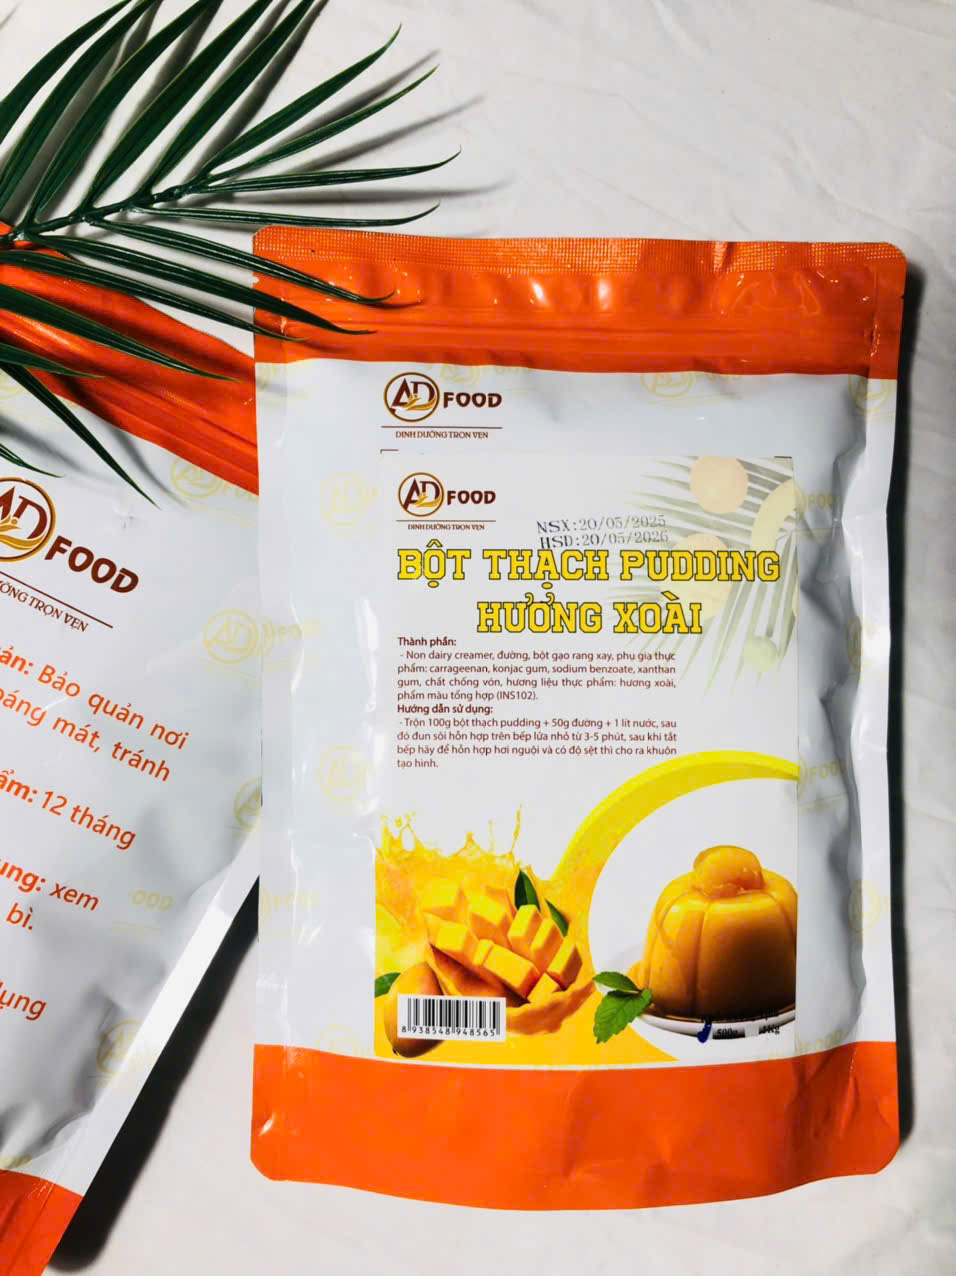 AD FOOD
DINH DƯỠNG TRỌN VẸN
AD FOOD
DINH DƯỠNG TRỌN VẸN
NSX:20/05/2025
HSD:20/05/2026
BỘT THẠCH PUDDING
HƯƠNG XOÀI
Thành phần:
- Non dairy creamer, đường, bột gạo rang xay, phụ gia thực
phẩm: carrageenan, konjac gum, sodium benzoate, xanthan
gum, chất chống vón, hương liệu thực phẩm: hương xoài,
phẩm màu tổng hợp (INS102).
Hướng dẫn sử dụng:
- Trộn 100g bột thạch pudding + 50g đường + 1 lít nước, sau
đó đun sôi hỗn hợp trên bếp lửa nhỏ từ 3-5 phút, sau khi tắt
bếp hãy để hỗn hợp hơi nguội và có độ sệt thì cho ra khuôn
tạo hình.
8 938548 948565
500g 1Kg
AD FOOD
TRỌN VẸN
Bảo quản nơi
mát, tránh
12 tháng
xem
bì.